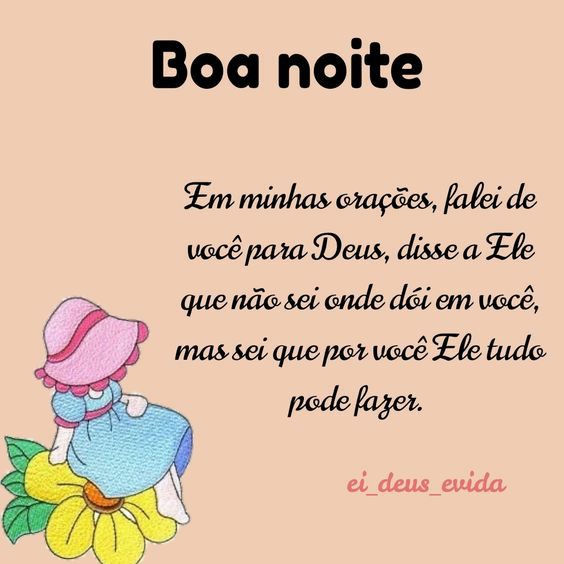 Boa noite
Em minhas orações, falei de
você para Deus, disse a Ele
que não sei onde dói em você,
mas sei que por você Ele tudo
pode fazer.
ei_deus_evida